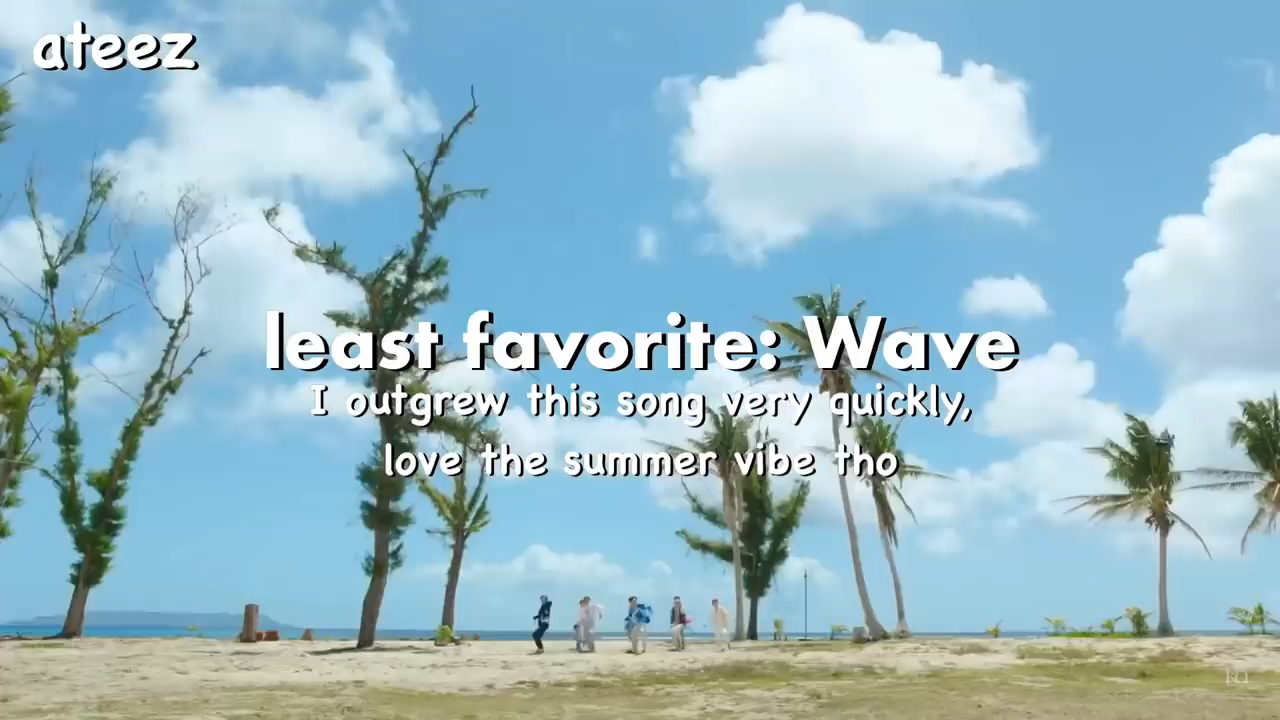 ateez
least favorite: Wave
I outgrew this song very quickly,
love the summer vibe tho